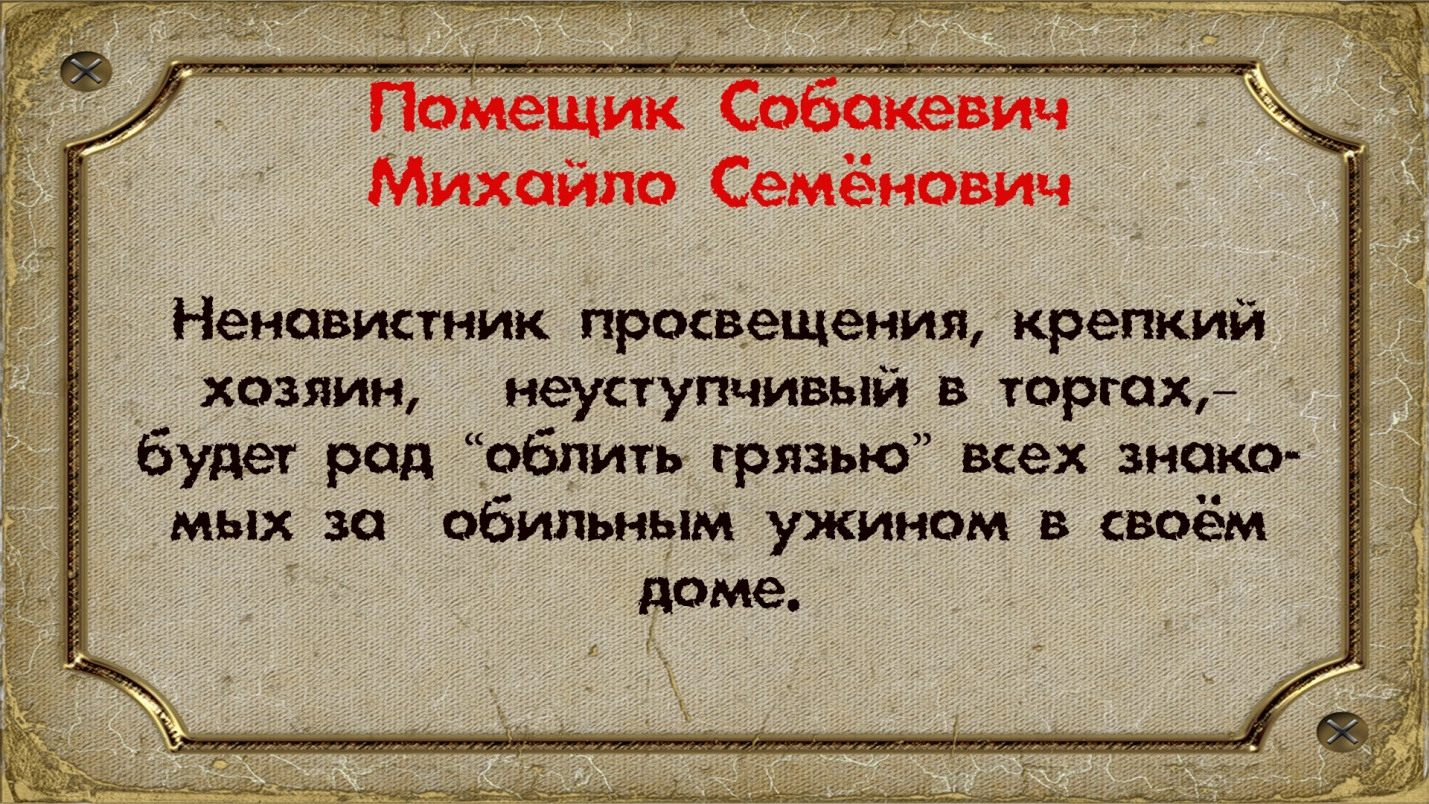 Помещик Собакевич
Михайло Семёнович
Ненавистник просвещения, крепкий
хозяин, неуступчивый в торгах,–
будет рад “облить грязью” всех знако-
мых за обильным ужином в своём
доме.